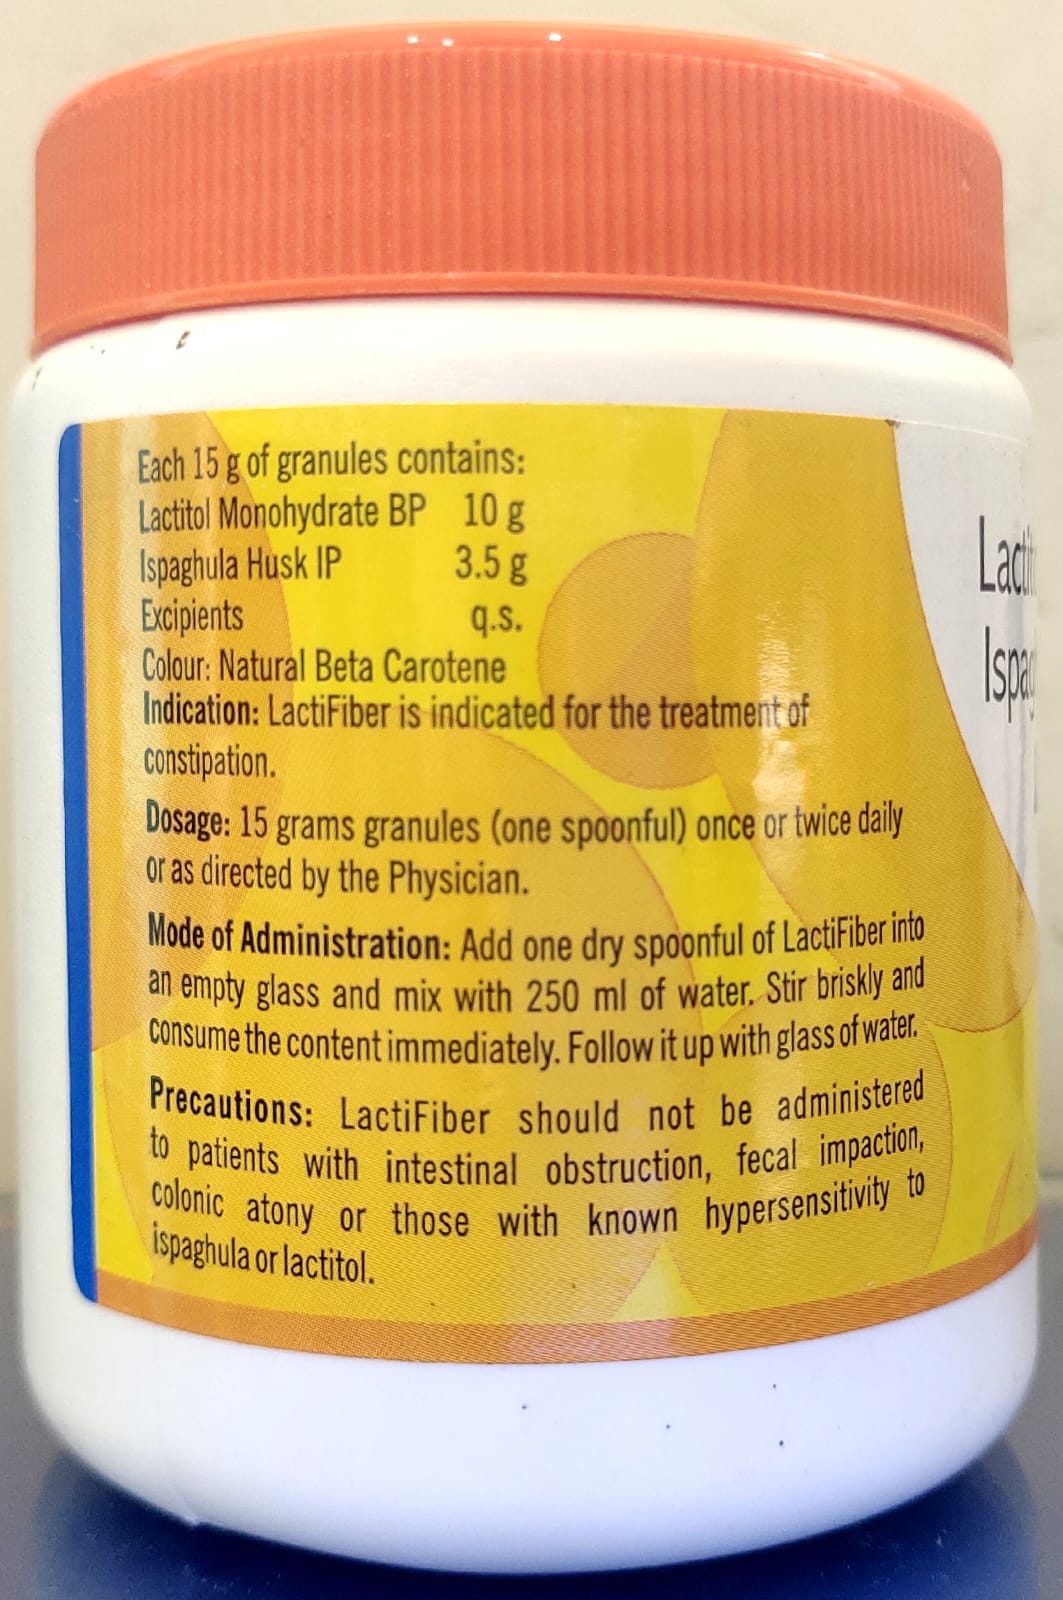 Each 15 g of granules contains:
Lactitol Monohydrate BP 10 g
Ispaghula Husk IP 3.5 g
Excipients q.s.
Colour: Natural Beta Carotene
Indication: LactiFiber is indicated for the treatment of
constipation.
Dosage: 15 grams granules (one spoonful) once or twice daily
or as directed by the Physician.
Mode of Administration: Add one dry spoonful of LactiFiber into
an empty glass and mix with 250 ml of water. Stir briskly and
consume the content immediately. Follow it up with glass of water.
Precautions: LactiFiber should not be administered
to patients with intestinal obstruction, fecal impaction,
colonic atony or those with known hypersensitivity to
ispaghula or lactitol.